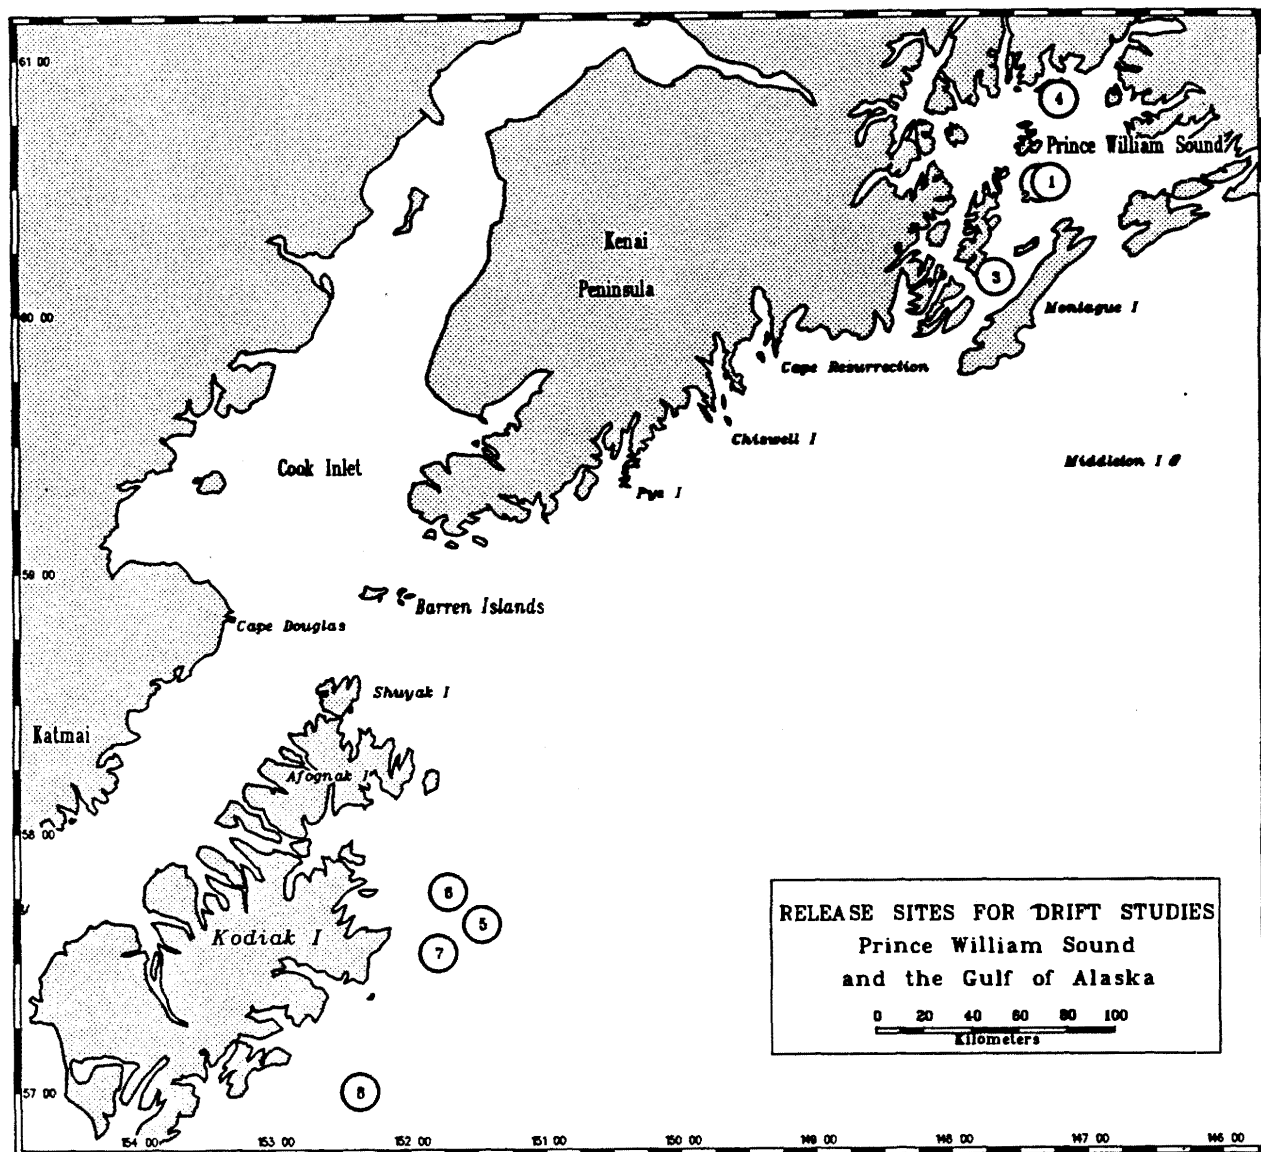 61 00
4
Prince William Sound
1
Kenai
Peninsula
3
Montague I
60 00
Cape Resurrection
Chiswell I
Cook Inlet
Middleton I
Pye I
59 00
Barren Islands
Cape Douglas
Shuyak I
Katmai
Afognak I
58 00
5
7
Kodiak I
RELEASE SITES FOR DRIFT STUDIES
Prince William Sound
and the Gulf of Alaska
0 20 40 60 80 100
Kilometers
57 00
154 00 153 00 152 00 151 00 150 00 149 00 148 00 147 00 146 00